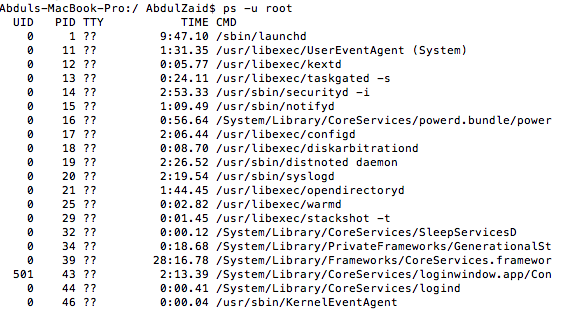 Abduls-MacBook-Pro:/ AbdulZaid$ ps -u root
UID PID TTY TIME CMD
0 1 ?? 9:47.10 /sbin/launchd
0 11 ?? 1:31.35 /usr/libexec/UserEventAgent (System)
0 12 ?? 0:05.77 /usr/libexec/kextd
0 13 ?? 0:24.11 /usr/libexec/taskgated -s
0 14 ?? 2:53.33 /usr/sbin/securityd -i
0 15 ?? 1:09.49 /usr/sbin/notifyd
0 16 ?? 0:56.64 /System/Library/CoreServices/powerd.bundle/power
0 17 ?? 2:06.44 /usr/libexec/configd
0 18 ?? 0:08.70 /usr/libexec/diskarbitrationd
0 19 ?? 2:26.52 /usr/sbin/distnoted daemon
0 20 ?? 2:19.54 /usr/sbin/syslogd
0 21 ?? 1:44.45 /usr/libexec/opendirectoryd
0 25 ?? 0:02.82 /usr/libexec/warmd
0 29 ?? 0:01.45 /usr/libexec/stackshot -t
0 32 ?? 0:00.12 /System/Library/CoreServices/SleepServicesD
0 34 ?? 0:18.68 /System/Library/PrivateFrameworks/GenerationalSt
0 39 ?? 28:16.78 /System/Library/Frameworks/CoreServices.framewor
501 43 ?? 2:13.39 /System/Library/CoreServices/loginwindow.app/Con
0 44 ?? 0:00.41 /System/Library/CoreServices/logind
0 46 ?? 0:00.04 /usr/sbin/KernelEventAgent